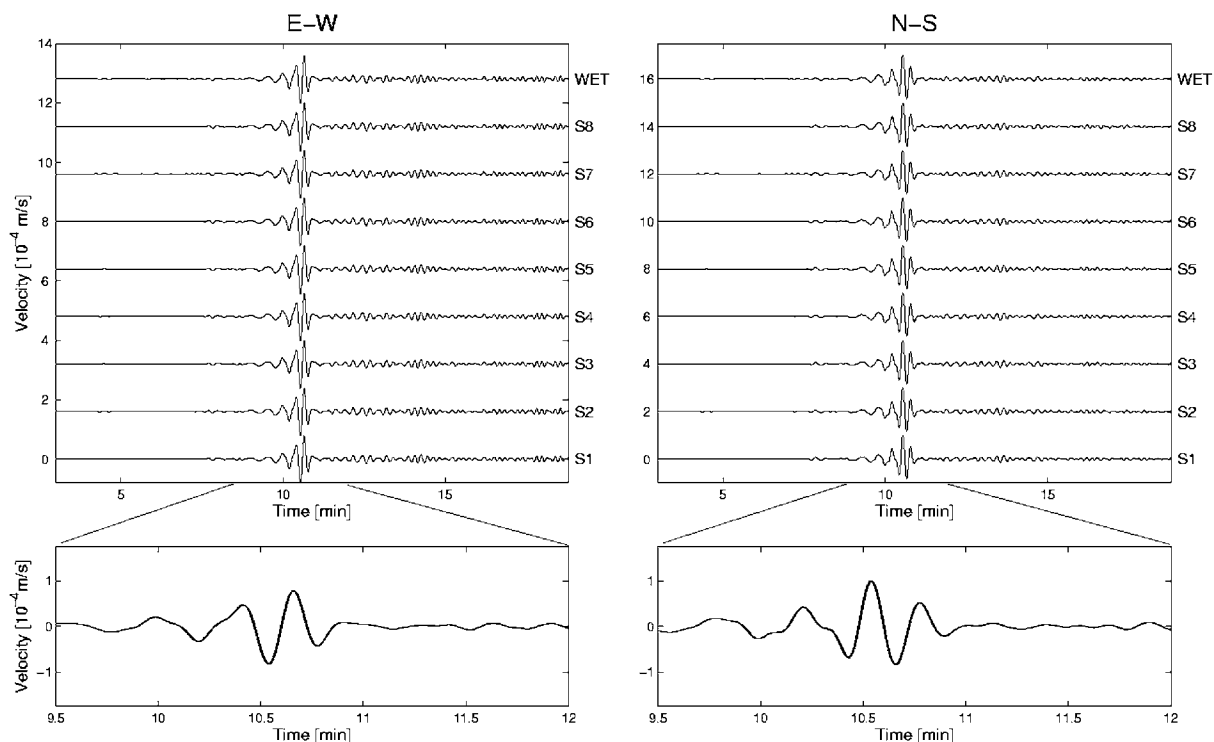 E–W
14
12
10
8
6
4
2
0
Velocity [10⁻⁴ m/s]
WET
S8
S7
S6
S5
S4
S3
S2
S1
5
10
15
Time [min]
N–S
16
14
12
10
8
6
4
2
0
WET
S8
S7
S6
S5
S4
S3
S2
S1
5
10
15
Time [min]
1
0
−1
Velocity [10⁻⁴m/s]
9.5
10
10.5
11
11.5
12
Time [min]
1
0
−1
9.5
10
10.5
11
11.5
12
Time [min]